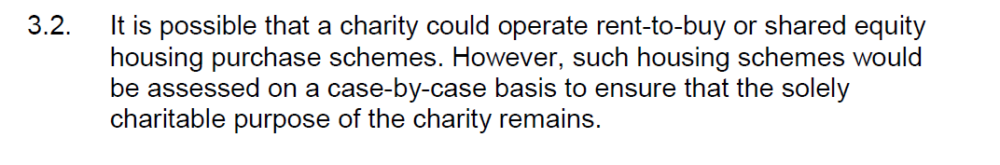 3.2. It is possible that a charity could operate rent-to-buy or shared equity
housing purchase schemes. However, such housing schemes would
be assessed on a case-by-case basis to ensure that the solely
charitable purpose of the charity remains.